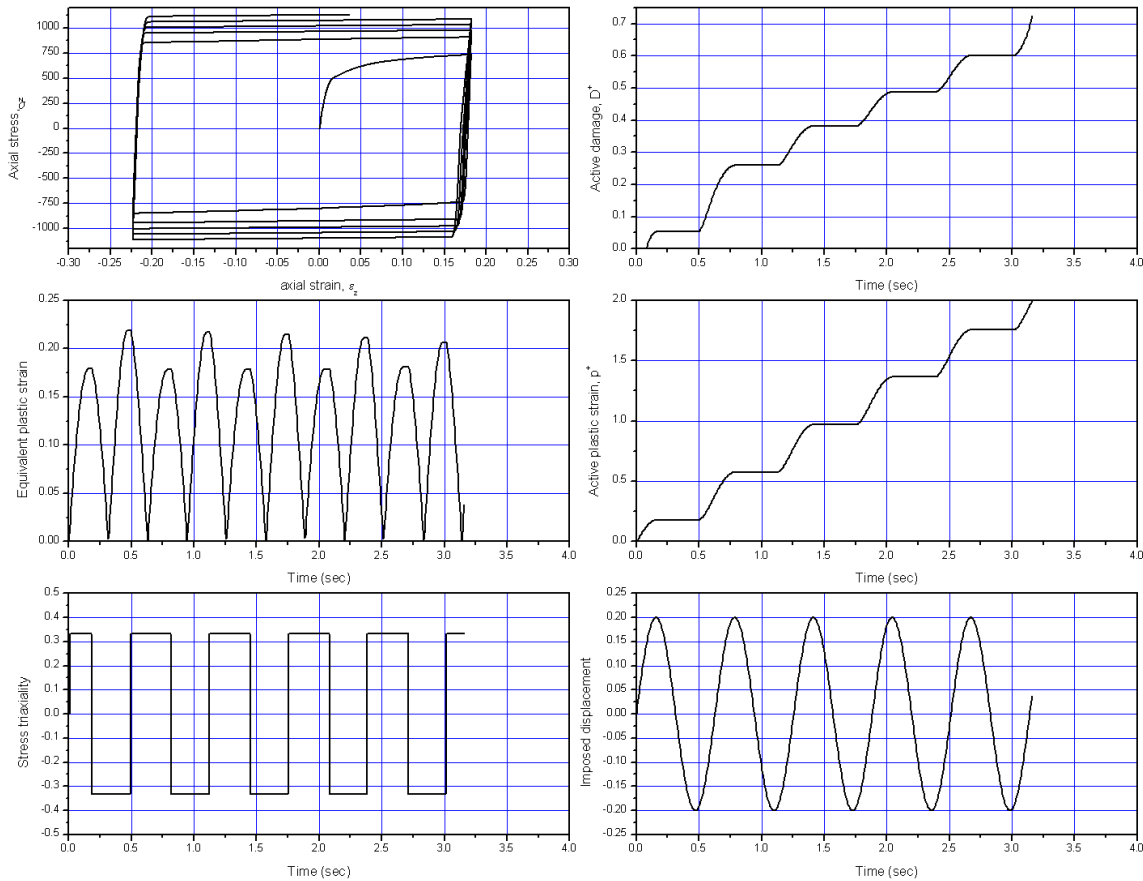 Axial stress,
1000
750
500
250
0
-250
-500
-750
-1000
-0.30 -0.25 -0.20 -0.15 -0.10 -0.05 0.00 0.05 0.10 0.15 0.20 0.25 0.30
axial strain, εz
Active damage, D+
0.7
0.6
0.5
0.4
0.3
0.2
0.1
0.0
0.0 0.5 1.0 1.5 2.0 2.5 3.0 3.5 4.0
Time (sec)
Equivalent plastic strain
0.25
0.20
0.15
0.10
0.05
0.00
0.0 0.5 1.0 1.5 2.0 2.5 3.0 3.5 4.0
Time (sec)
Active plastic strain, p+
2.0
1.5
1.0
0.5
0.0
0.0 0.5 1.0 1.5 2.0 2.5 3.0 3.5 4.0
Time (sec)
Stress triaxiality
0.5
0.4
0.3
0.2
0.1
0.0
-0.1
-0.2
-0.3
-0.4
-0.5
0.0 0.5 1.0 1.5 2.0 2.5 3.0 3.5 4.0
Time (sec)
Imposed displacement
0.25
0.20
0.15
0.10
0.05
0.00
-0.05
-0.10
-0.15
-0.20
-0.25
0.0 0.5 1.0 1.5 2.0 2.5 3.0 3.5 4.0
Time (sec)